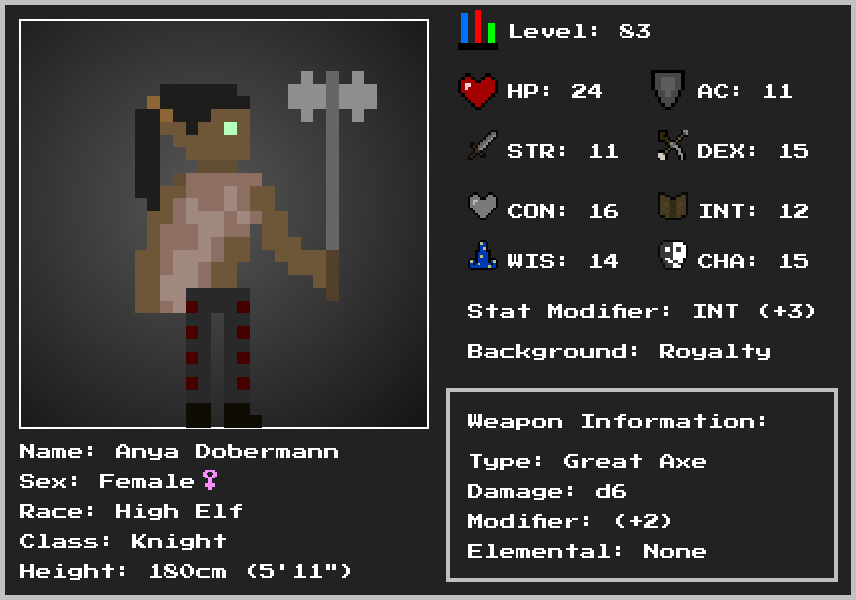 Level: 83
HP: 24 AC: 11
STR: 11 DEX: 15
CON: 16 INT: 12
WIS: 14 CHA: 15
Stat Modifier: INT (+3)
Background: Royalty
Weapon Information:
Type: Great Axe
Damage: d6
Modifier: (+2)
Elemental: None
Name: Anya Dobermann
Sex: Female♀
Race: High Elf
Class: Knight
Height: 180cm (5'11")